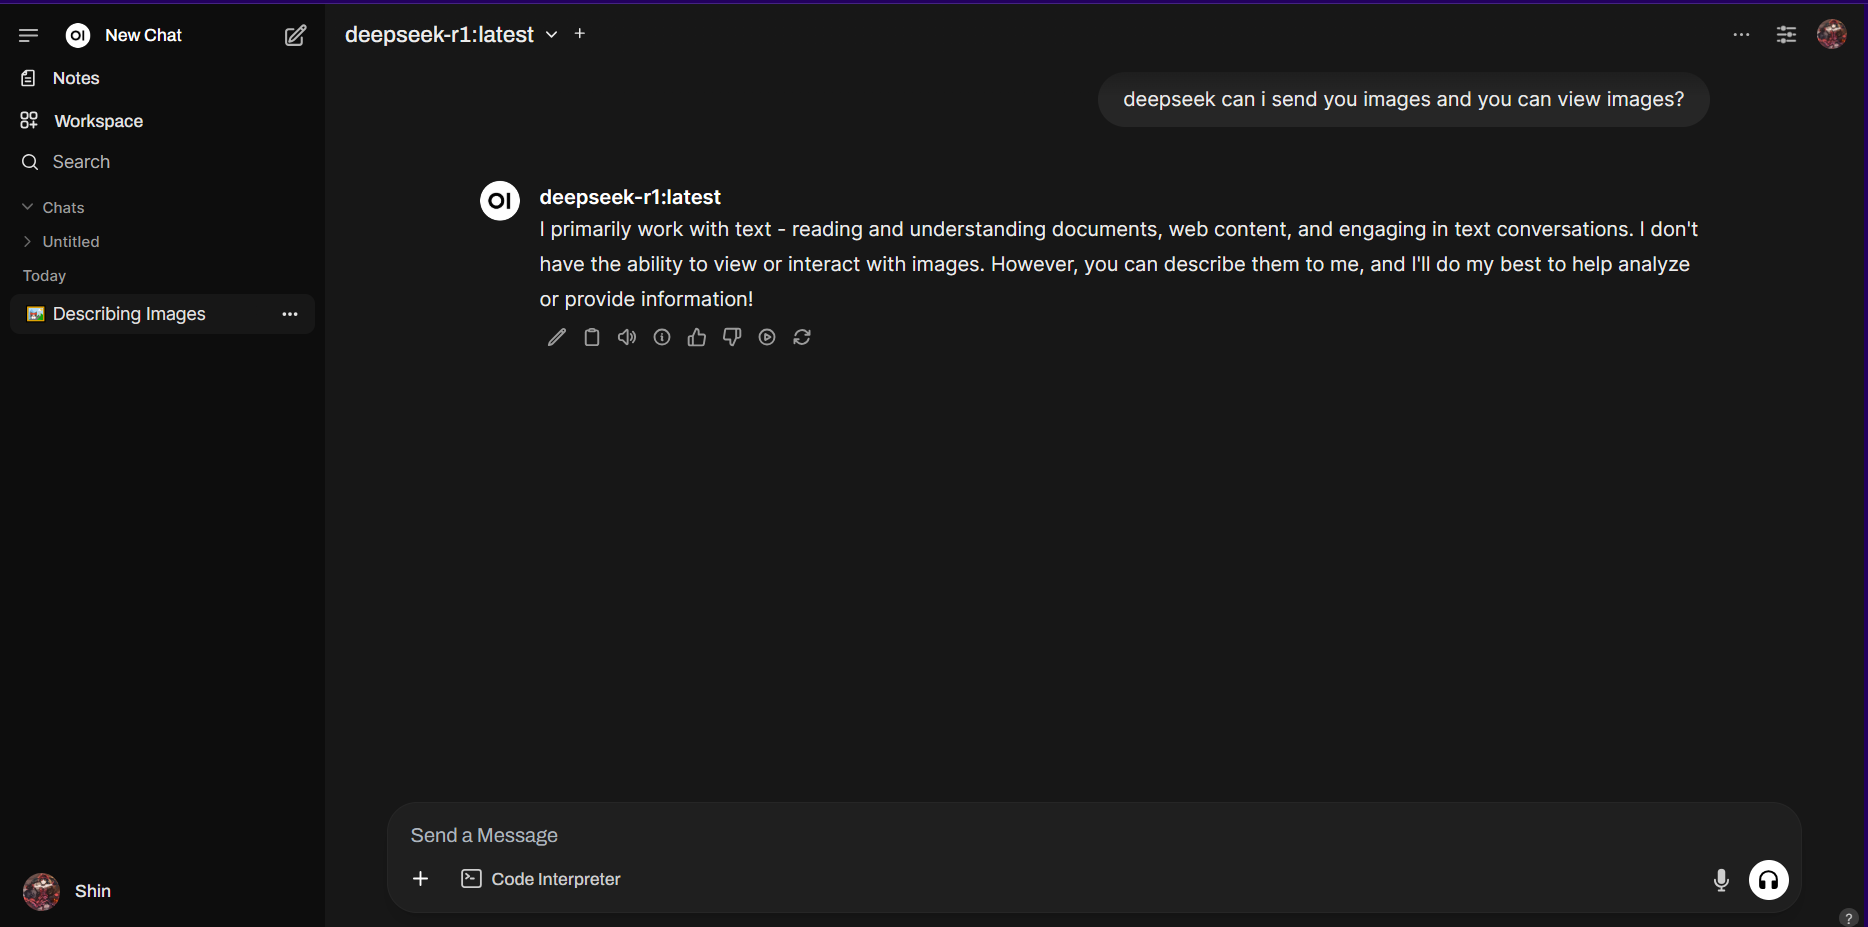 OI New Chat
Notes
Workspace
Search
Chats
Untitled
Today
Describing Images
Shin
deepseek-r1:latest
deepseek can i send you images and you can view images?
OI
deepseek-r1:latest
I primarily work with text - reading and understanding documents, web content, and engaging in text conversations. I don't
have the ability to view or interact with images. However, you can describe them to me, and I'll do my best to help analyze
or provide information!
Send a Message
Code Interpreter
?